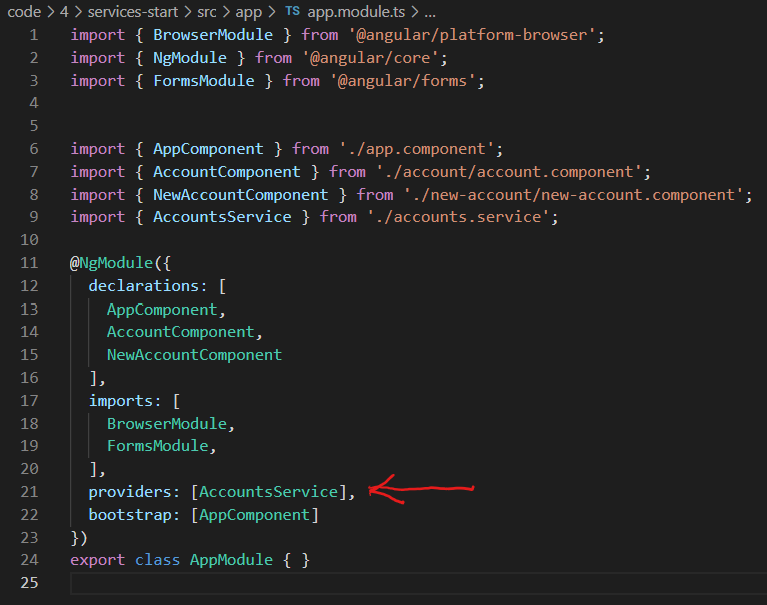 code > 4 > services-start > src > app > TS app.module.ts > ...
1 import { BrowserModule } from '@angular/platform-browser';
2 import { NgModule } from '@angular/core';
3 import { FormsModule } from '@angular/forms';
4
5
6 import { AppComponent } from './app.component';
7 import { AccountComponent } from './account/account.component';
8 import { NewAccountComponent } from './new-account/new-account.component';
9 import { AccountsService } from './accounts.service';
10
11 @NgModule({
12   declarations: [
13     AppComponent,
14     AccountComponent,
15     NewAccountComponent
16   ],
17   imports: [
18     BrowserModule,
19     FormsModule,
20   ],
21   providers: [AccountsService],
22   bootstrap: [AppComponent]
23 })
24 export class AppModule { }
25